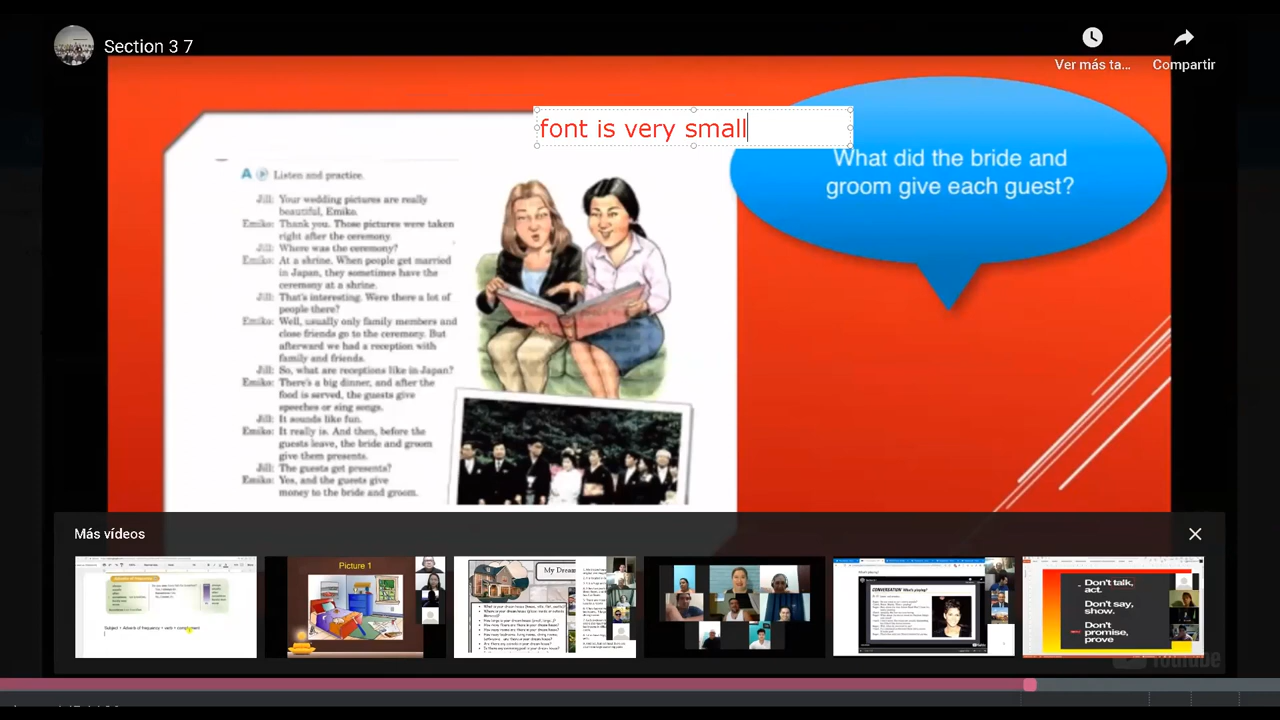 Section 3 7
Ver más ta...
Compartir
font is very small
What did the bride and
groom give each guest?
A Listen and practice.
Jill: Your wedding pictures are really
beautiful, Emiko.
Emiko: Thank you. Those pictures were taken
right after the ceremony.
Jill: Where was the ceremony?
Emiko: At a shrine. When people get married
in Japan, they sometimes have the
ceremony at a shrine.
Jill: That's interesting. Were there a lot of
people there?
Emiko: Well, usually only family members and
close friends go to the ceremony. But
afterward we had a reception with
family and friends.
Jill: So, what are receptions like in Japan?
Emiko: There's a big dinner, and after the
food is served, the guests give
speeches or sing songs.
Jill: It sounds like fun.
Emiko: It really is. And then, before the
guests leave, the bride and groom
give them presents.
Jill: The guests get presents?
Emiko: Yes, and the guests give
money to the bride and groom.
Más vídeos
Subject + Adverb of frequency + verb + complement
Picture 1
My Dream
CONVERSATION
Don't talk,
act.
Don't say,
show.
Don't
promise,
prove
YouTube